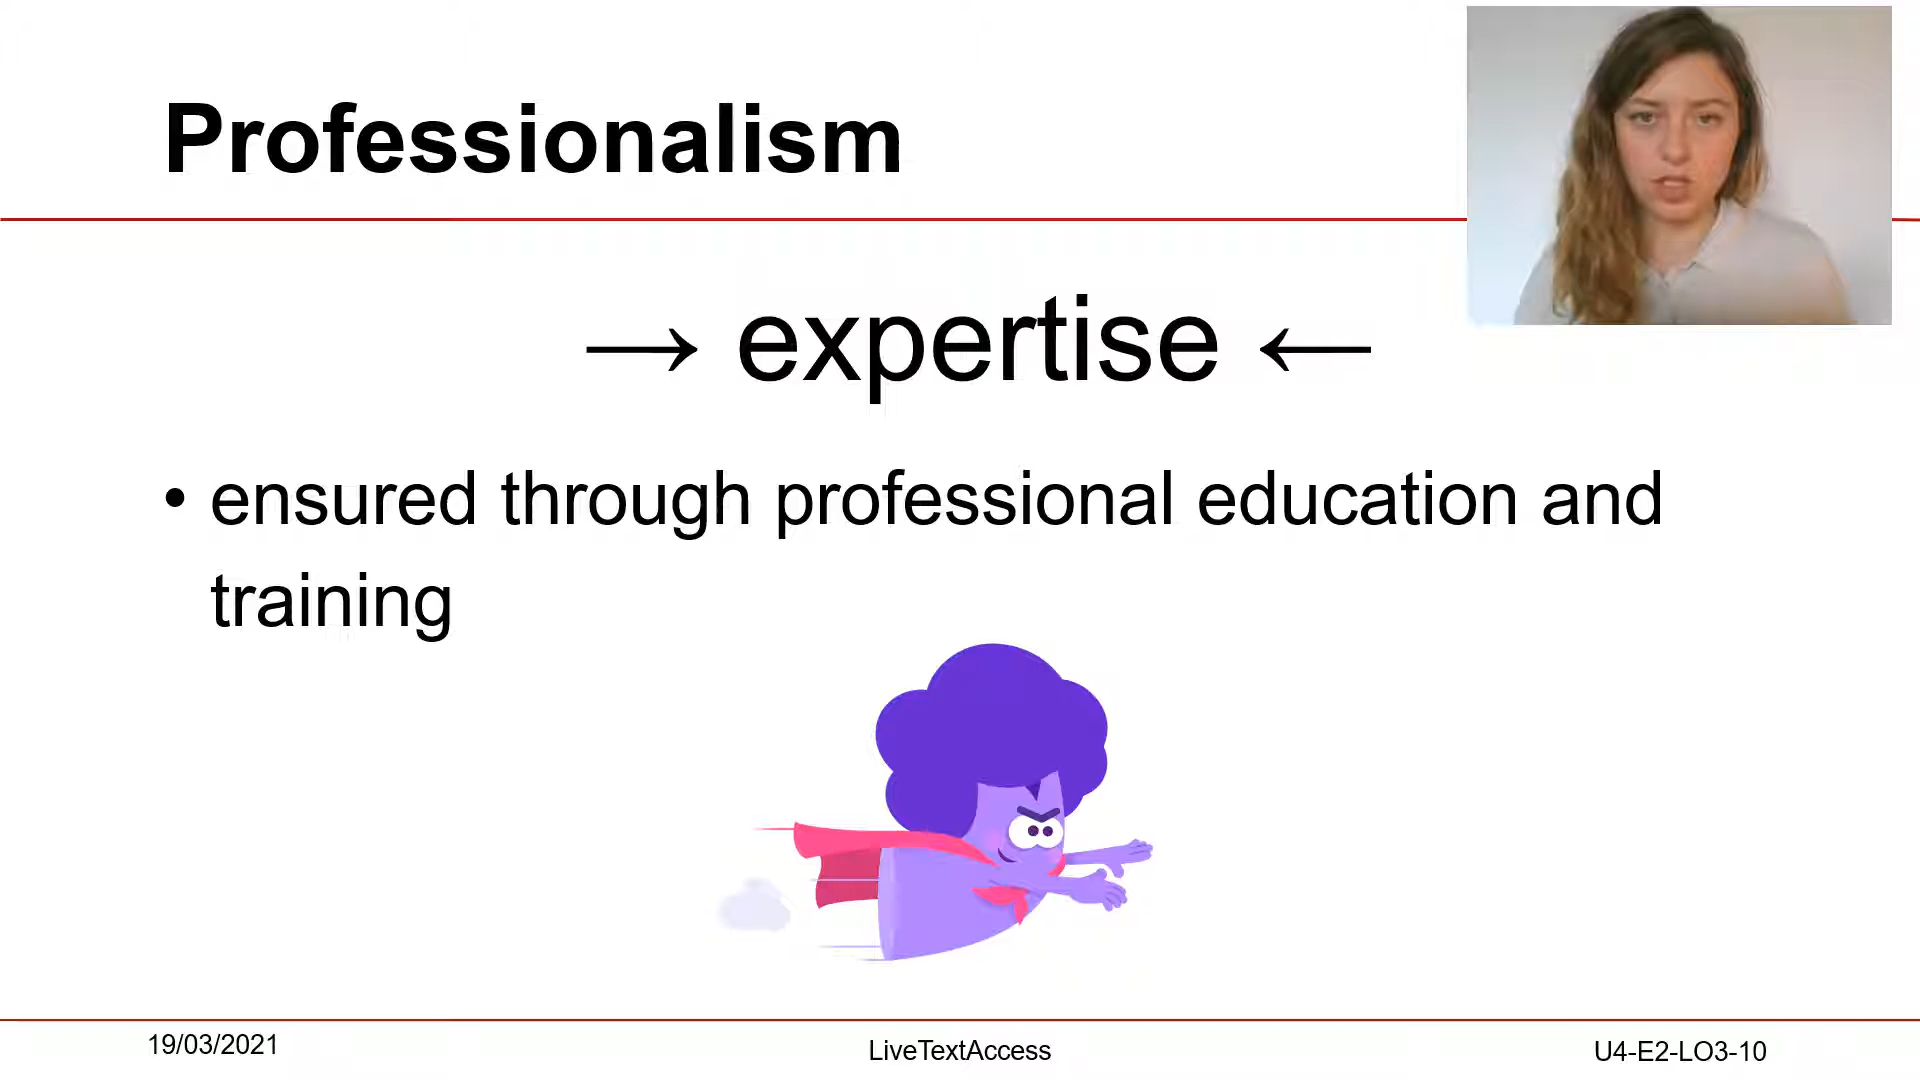 Professionalism
→ expertise ←
• ensured through professional education and
training
19/03/2021
LiveTextAccess
U4-E2-LO3-10